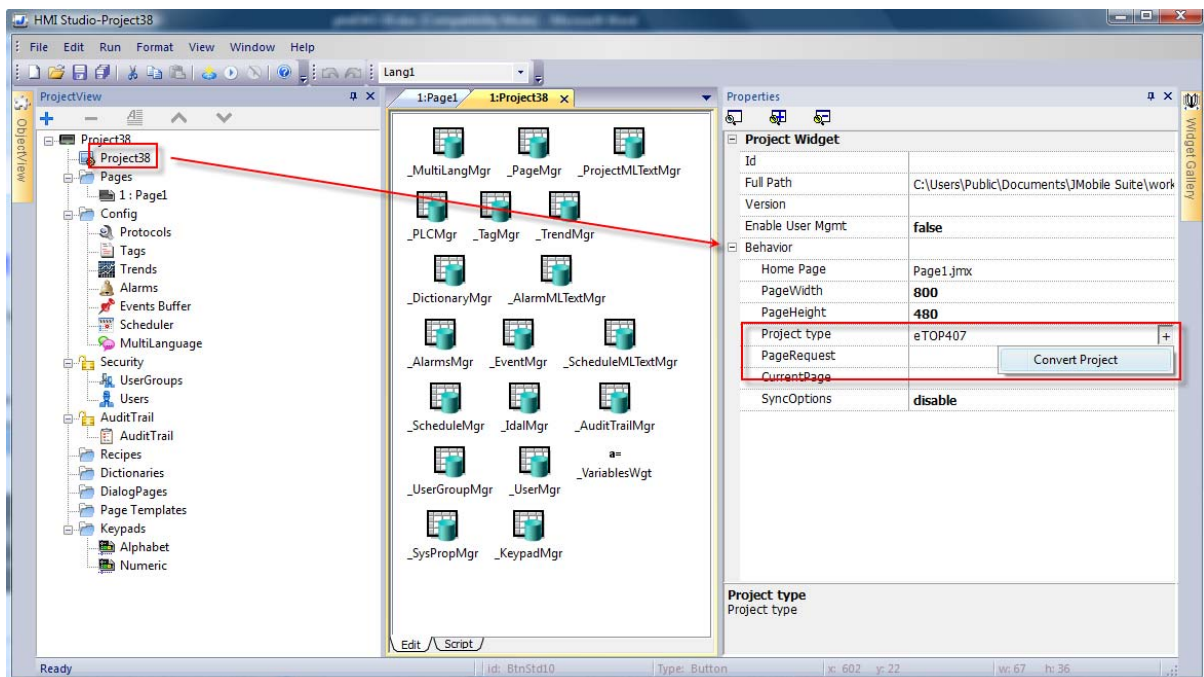 HMI Studio-Project38
File Edit Run Format View Window Help
Lang1
ObjectView
ProjectView
Project38
Project38
Pages
1 : Page1
Config
Protocols
Tags
Trends
Alarms
Events Buffer
Scheduler
MultiLanguage
Security
UserGroups
Users
AuditTrail
AuditTrail
Recipes
Dictionaries
DialogPages
Page Templates
Keypads
Alphabet
Numeric
1:Page1 1:Project38
_MultiLangMgr _PageMgr _ProjectMLTextMgr
_PLCMgr _TagMgr _TrendMgr
_DictionaryMgr _AlarmMLTextMgr
_AlarmsMgr _EventMgr _ScheduleMLTextMgr
_ScheduleMgr _IdalMgr _AuditTrailMgr
a=
_UserGroupMgr _UserMgr _VariablesWgt
_SysPropMgr _KeypadMgr
Edit Script
Properties
Project Widget
Id
Full Path C:\Users\Public\Documents\JMobile Suite\work
Version
Enable User Mgmt false
Behavior
Home Page Page1.jmx
PageWidth 800
PageHeight 480
Project type eTOP407 +
PageRequest
Convert Project
CurrentPage
SyncOptions disable
Project type
Project type
Widget Gallery
Ready id: BtnStd10 Type: Button x: 602 y: 22 w: 67 h: 36